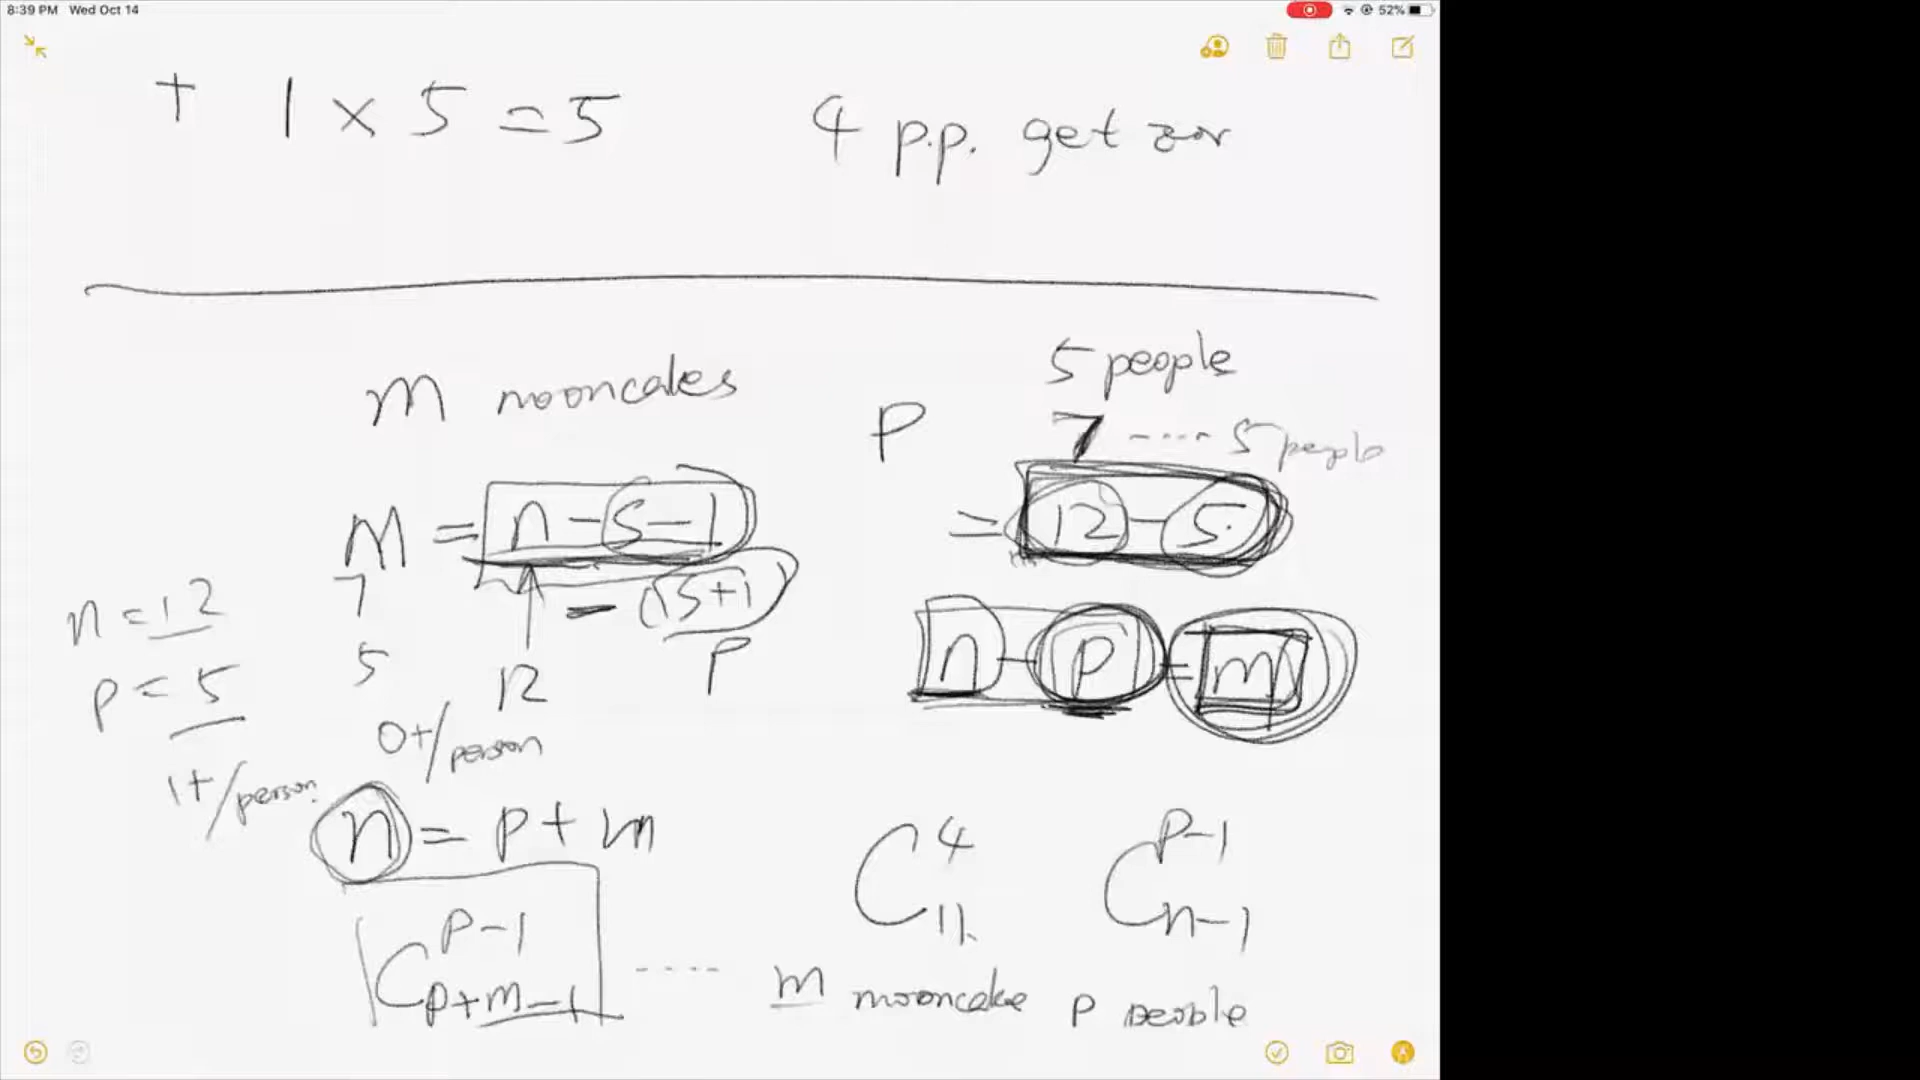 8:39 PM Wed Oct 14
52%
+ 1 × 5 = 5 4 p.p. get
m mooncakes P 5 people
7 ---- 5 people
m = n - 5 - 1 = 12 - 5
7 - (5+1)
n = 12 n - p = m
p = 5 5 12 p
0+/person
1+/person
n = p + m
C 4 11 C p-1 n-1
C p-1 p+m-1 ---- m mooncake p people